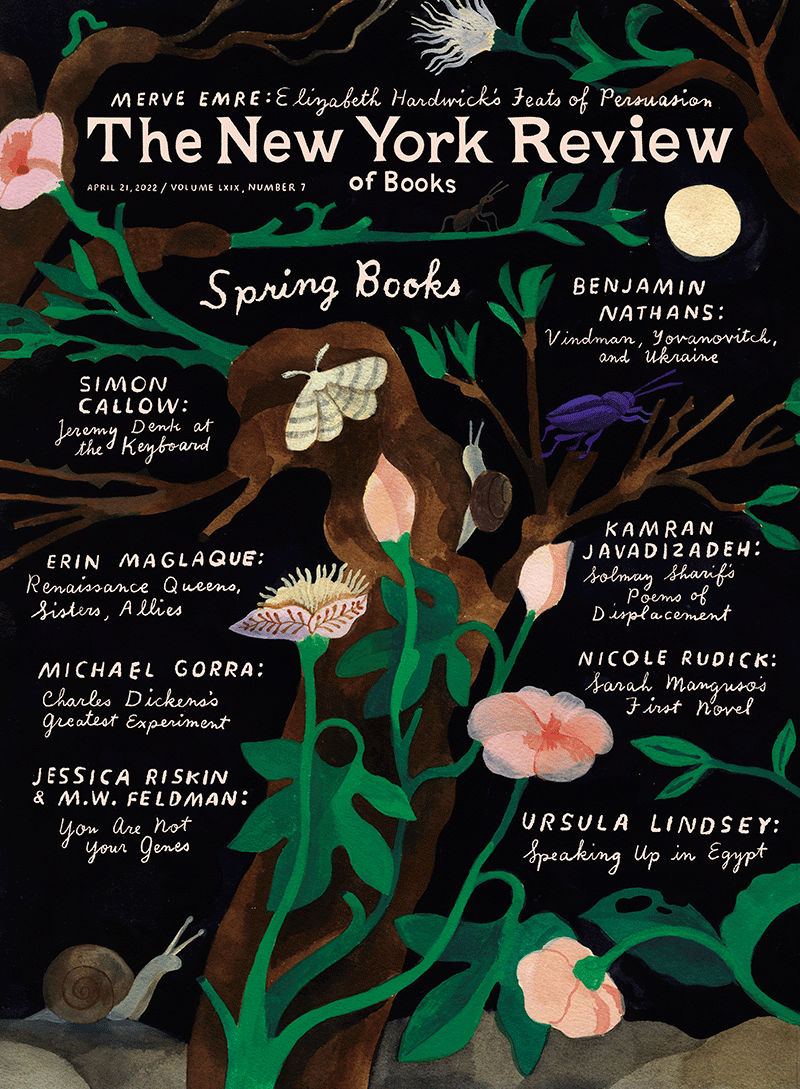 MERVE EMRE: Elizabeth Hardwick's Feats of Persuasion
The New York Review
of Books
APRIL 21, 2022 / VOLUME LXIX, NUMBER 7
Spring Books
BENJAMIN
NATHANS:
Vindman, Yovanovitch,
and Ukraine
SIMON
CALLOW:
Jeremy Denk at
the Keyboard
KAMRAN
JAVADIZADEH:
Solmaz Sharif's
Poems of
Displacement
ERIN MAGLAQUE:
Renaissance Queens,
Sisters, Allies
NICOLE RUDICK:
Sarah Manguso's
First Novel
MICHAEL GORRA:
Charles Dickens's
Greatest Experiment
JESSICA RISKIN
& M.W. FELDMAN:
You Are Not
Your Genes
URSULA LINDSEY:
Speaking Up in Egypt